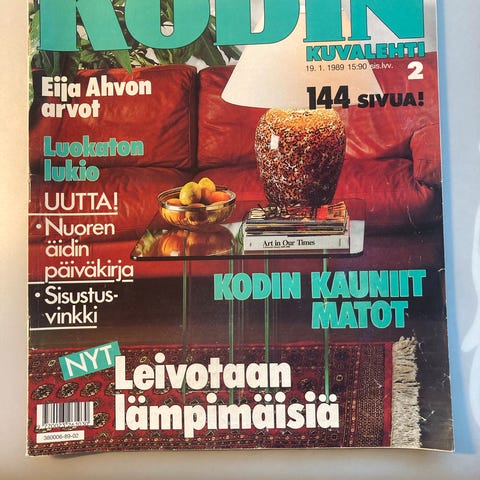 KODIN
KUVALEHTI
19. 1. 1989 15:90 sis.lvv.
2
Eija Ahvon
arvot
144 SIVUA!
Luokaton
lukio
UUTTA!
• Nuoren
äidin
päiväkirja
• Sisustus-
vinkki
Art in Our Times
KODIN KAUNIIT
MATOT
NYT
Leivotaan
lämpimäisiä
380006-89-02